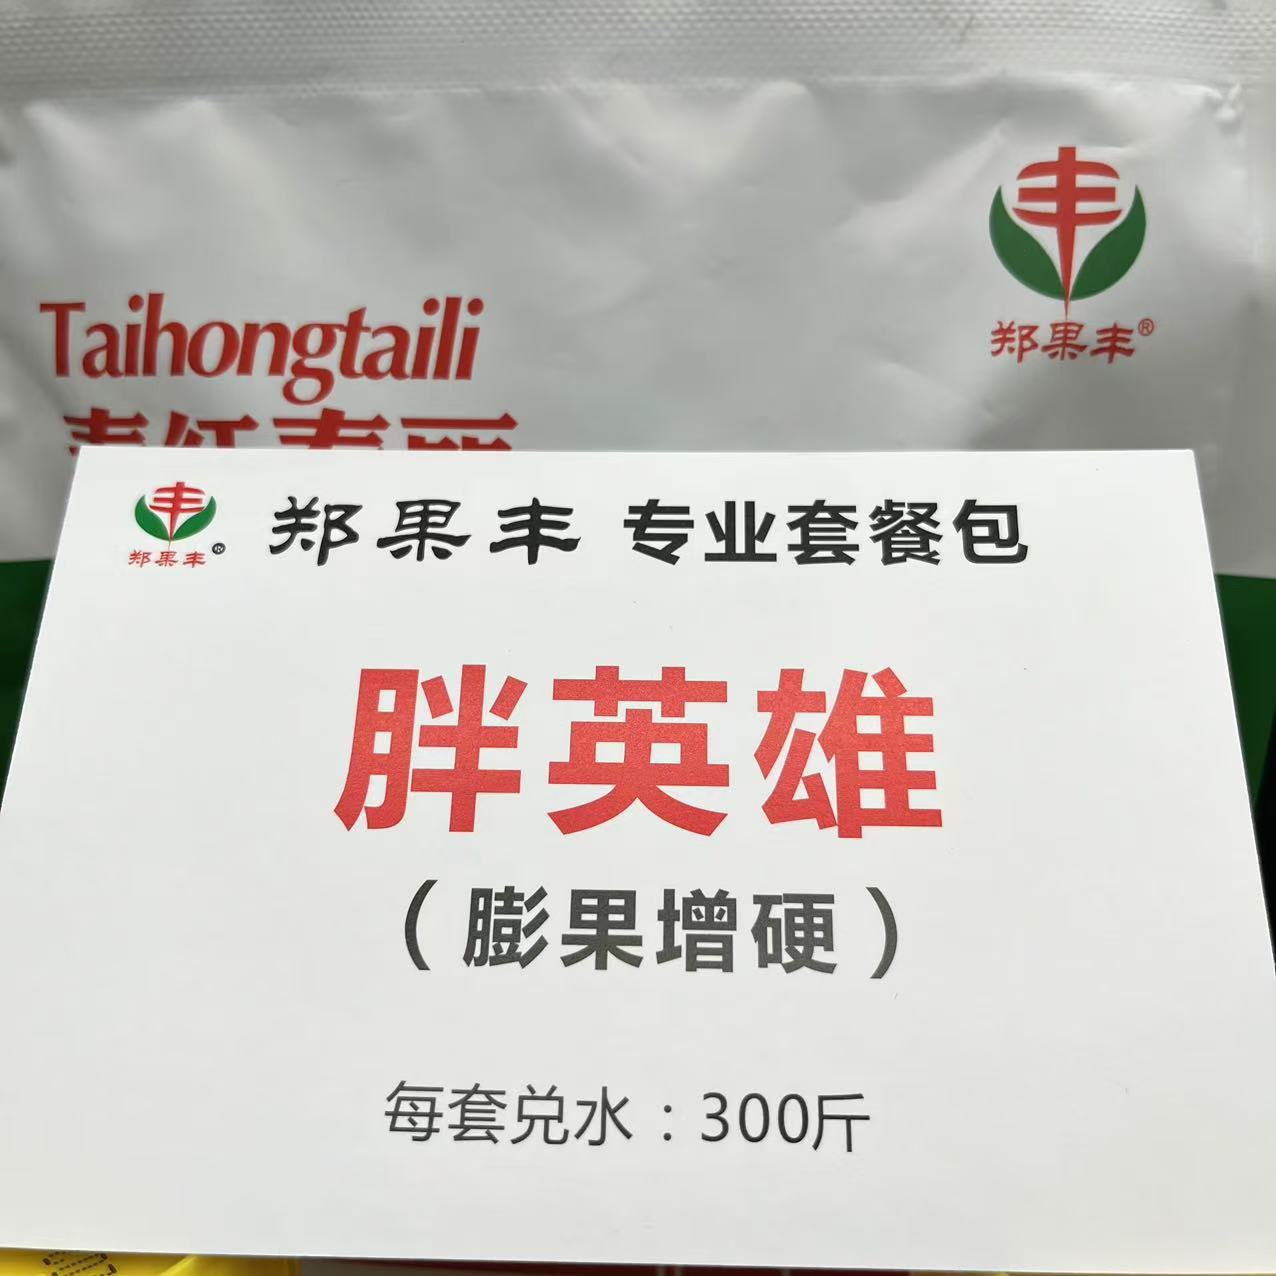 郑果丰®
Taihongtaili
郑果丰® 郑果丰 专业套餐包
胖英雄
（膨果增硬）
每套兑水：300斤